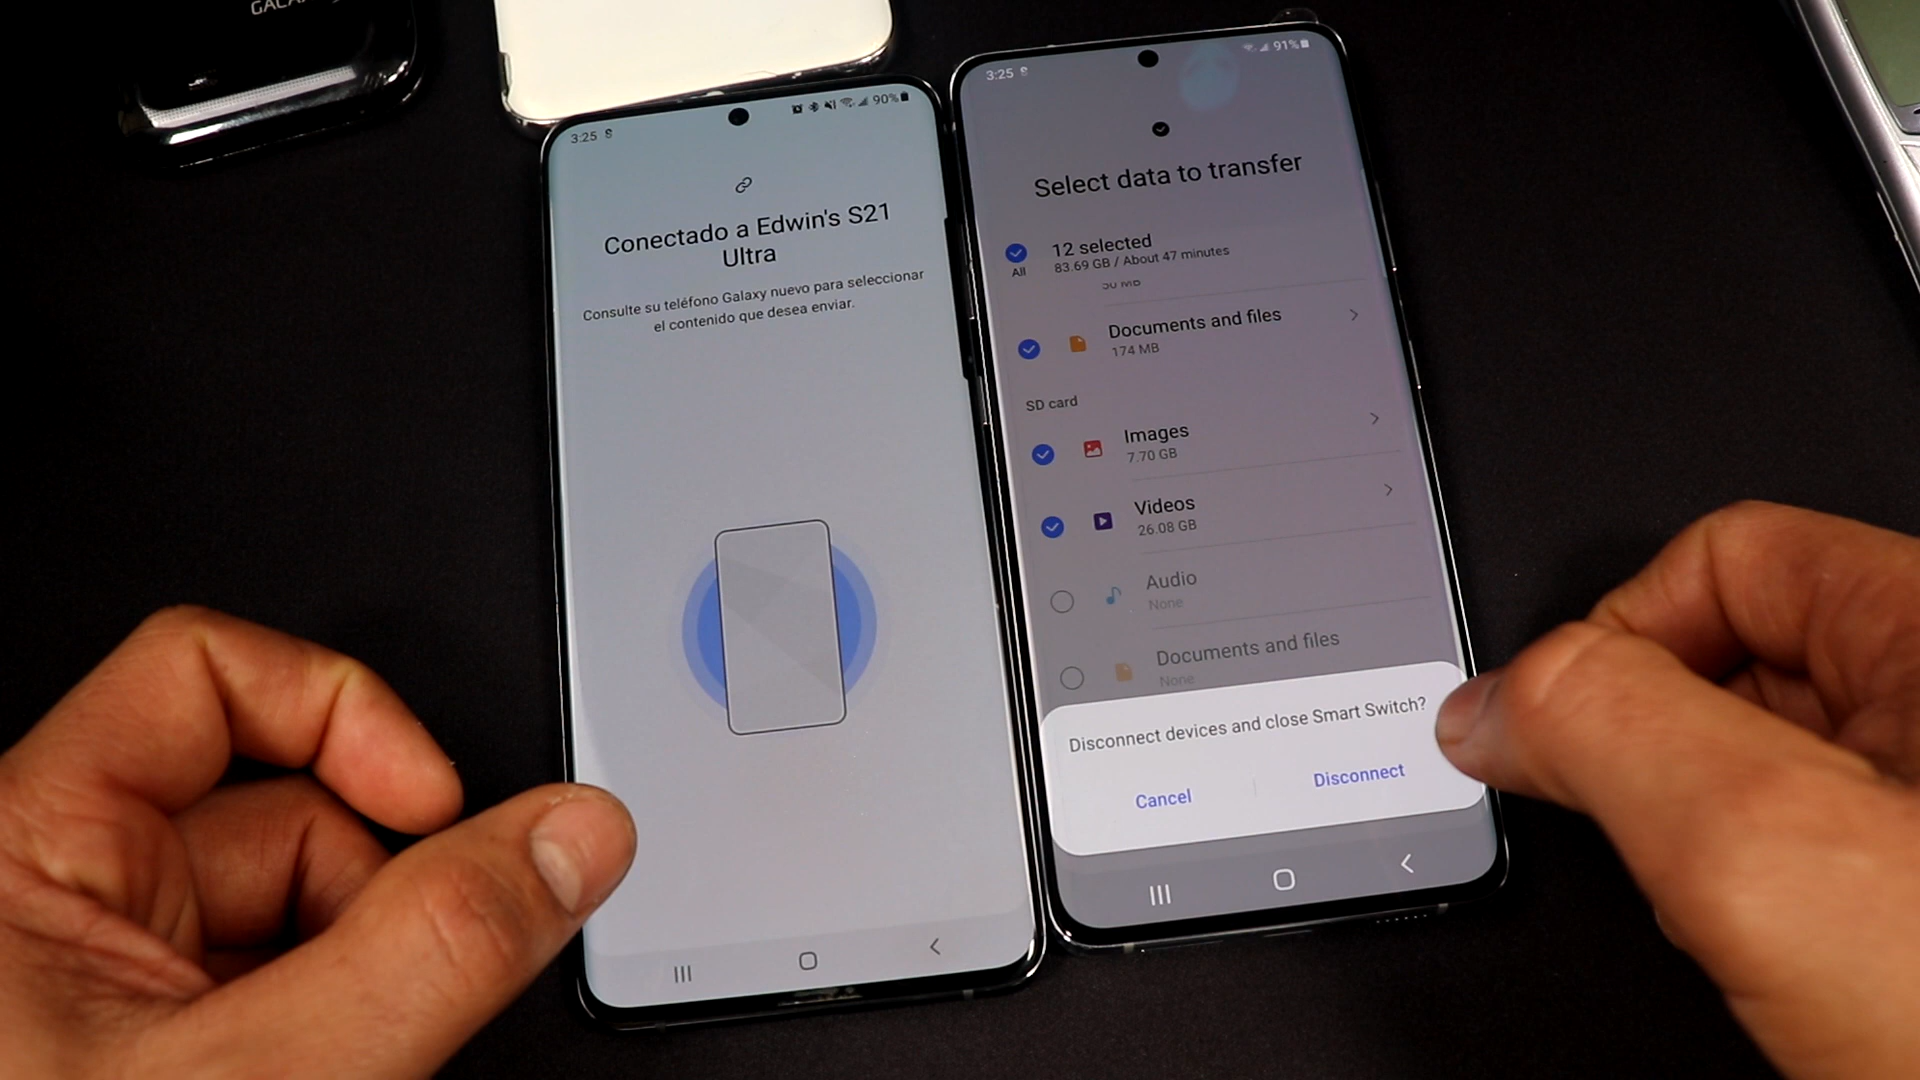 3:25
90%
Conectado a Edwin's S21
Ultra
Consulte su teléfono Galaxy nuevo para seleccionar
el contenido que desea enviar.
3:25
91%
Select data to transfer
All
12 selected
83.69 GB / About 47 minutes
Documents and files
174 MB
SD card
Images
7.70 GB
Videos
26.08 GB
Audio
None
Documents and files
None
Disconnect devices and close Smart Switch?
Cancel
Disconnect